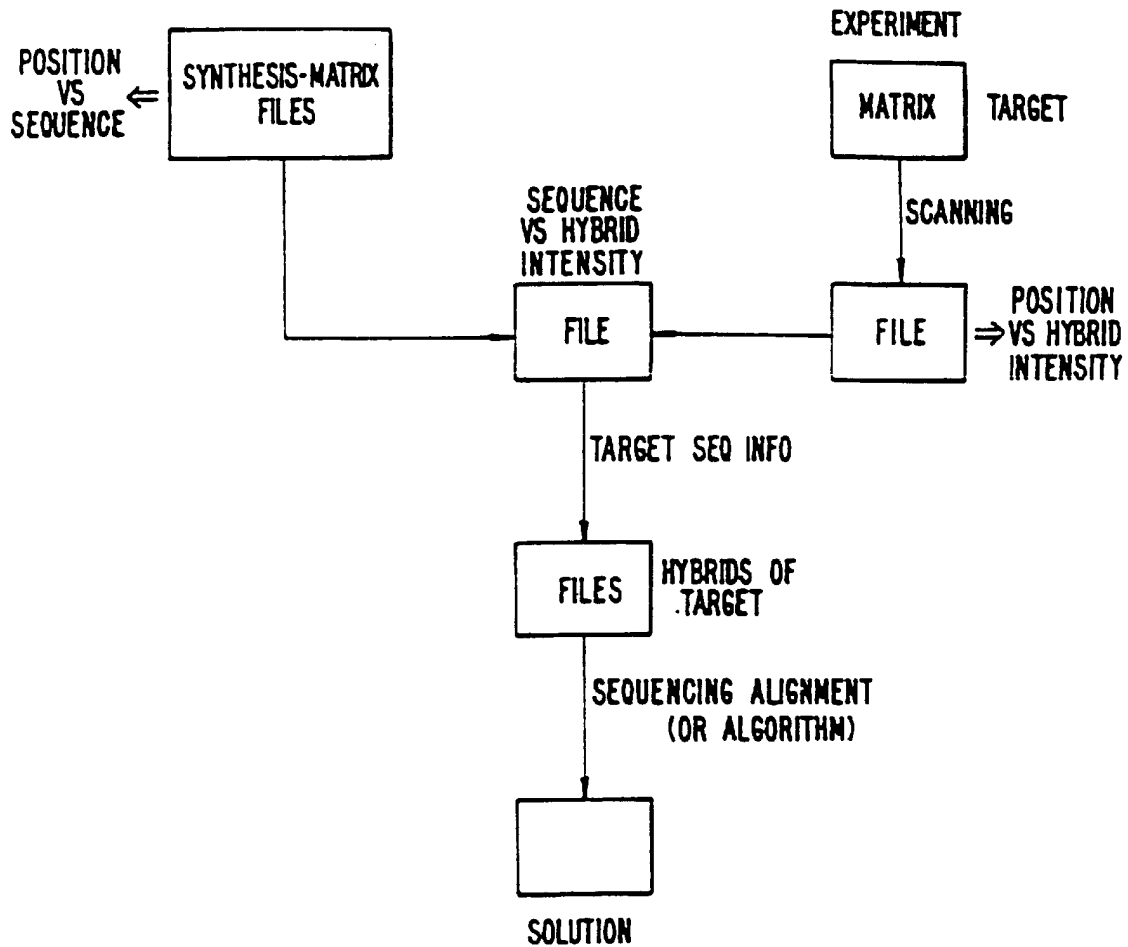 POSITION
VS
SEQUENCE
⇐
SYNTHESIS-MATRIX
FILES
EXPERIMENT
MATRIX
TARGET
SCANNING
SEQUENCE
VS HYBRID
INTENSITY
FILE
FILE
⇒
POSITION
VS HYBRID
INTENSITY
TARGET SEQ INFO
FILES
HYBRIDS OF
TARGET
SEQUENCING ALIGNMENT
(OR ALGORITHM)
SOLUTION